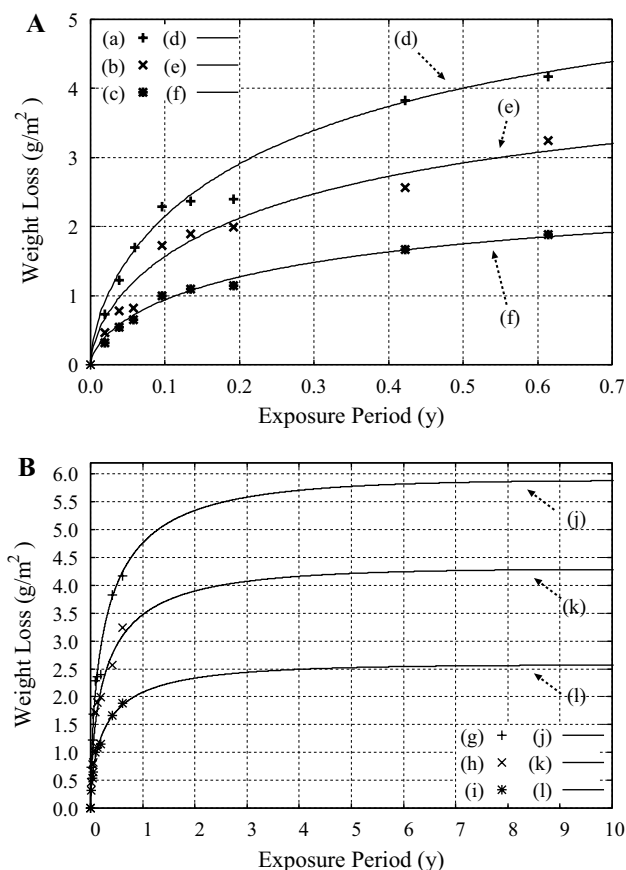 A
Weight Loss (g/m²)
5
4
3
2
1
0
(a) + (d)
(b) × (e)
(c) ✱ (f)
(d)
(e)
(f)
0.0 0.1 0.2 0.3 0.4 0.5 0.6 0.7
Exposure Period (y)
B
Weight Loss (g/m²)
6.0
5.5
5.0
4.5
4.0
3.5
3.0
2.5
2.0
1.5
1.0
0.5
0.0
(j)
(k)
(l)
(g) + (j)
(h) × (k)
(i) ✱ (l)
0 1 2 3 4 5 6 7 8 9 10
Exposure Period (y)